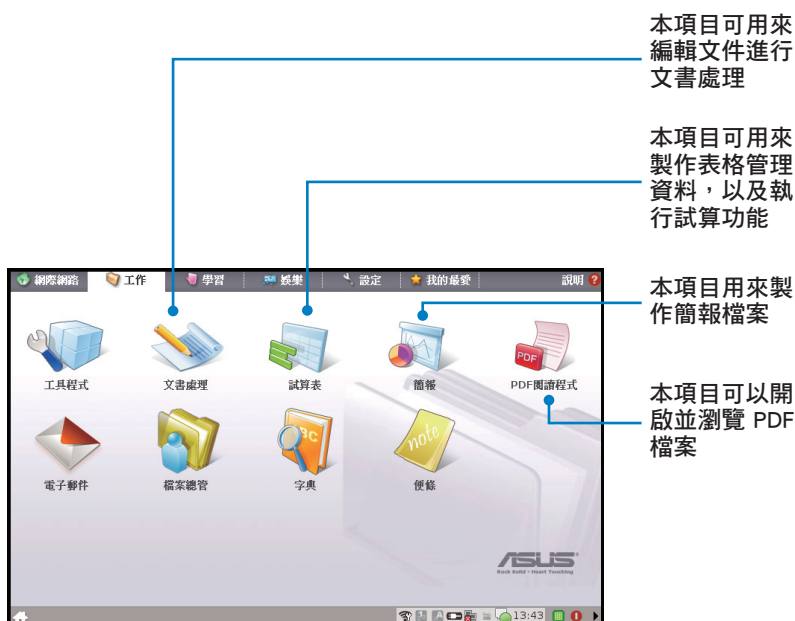 本項目可用來
編輯文件進行
文書處理
本項目可用來
製作表格管理
資料，以及執
行試算功能
本項目用來製
作簡報檔案
本項目可以開
啟並瀏覽 PDF
檔案
網際網路 工作 學習 娛樂 設定 我的最愛 說明 ?
工具程式 文書處理 試算表 簡報 PDF閱讀程式
PDF
電子郵件 檔案總管 字典 便條
note
ASUS
Rock Solid · Heart Touching
13:43